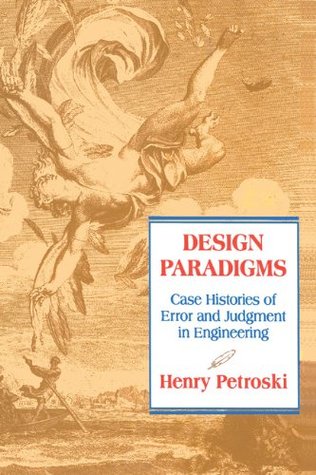 DESIGN
PARADIGMS
Case Histories of
Error and Judgment
in Engineering
Henry Petroski